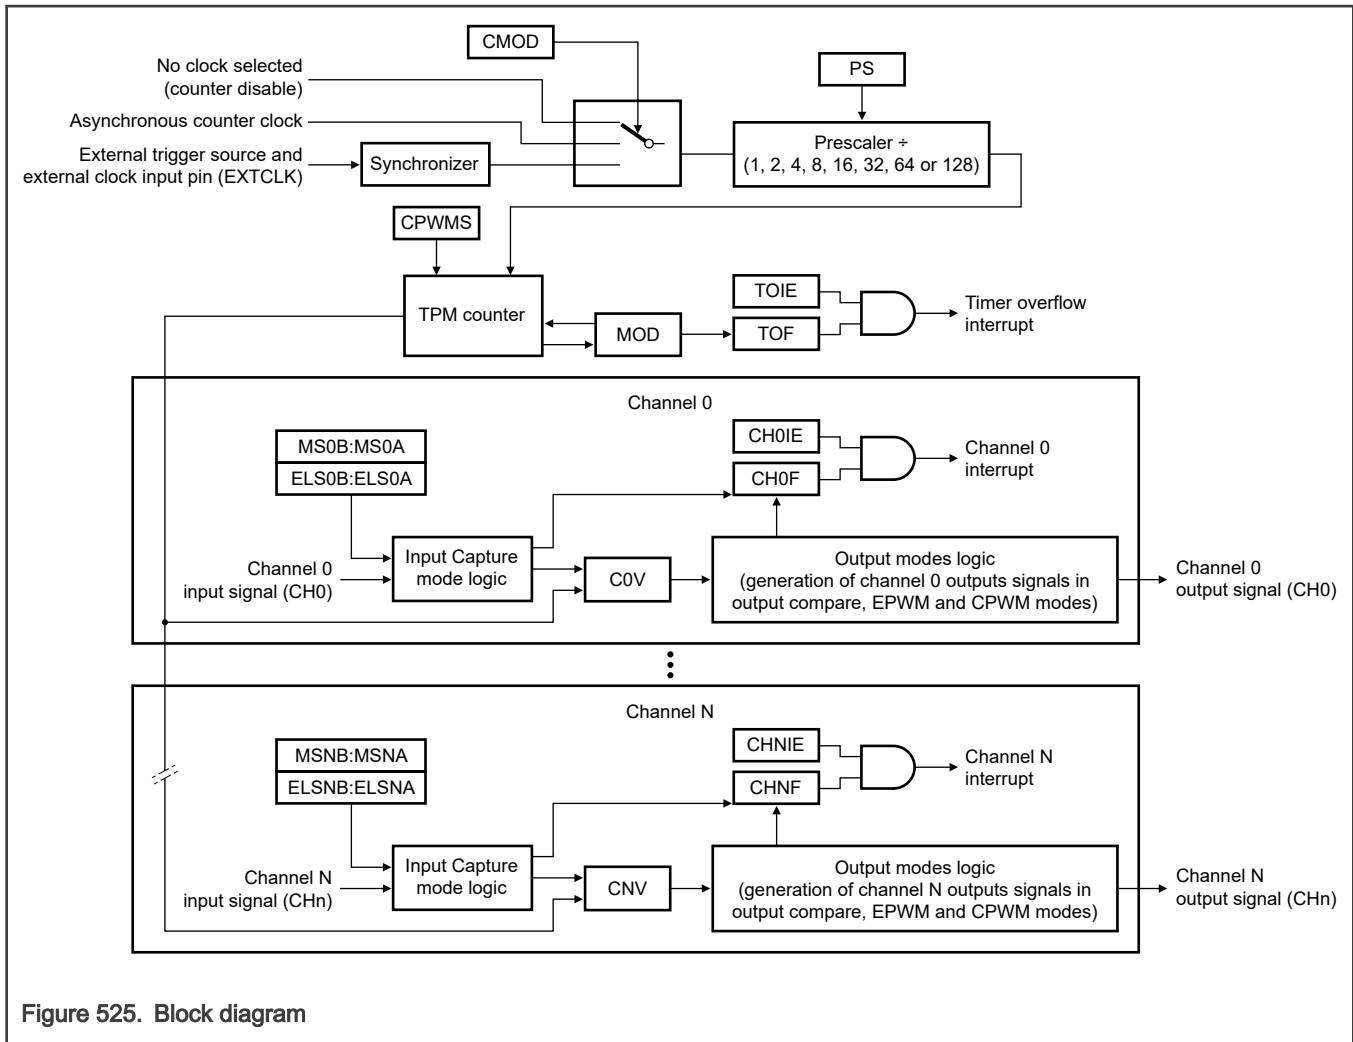 CMOD
PS
No clock selected
(counter disable)
Asynchronous counter clock
External trigger source and
external clock input pin (EXTCLK)
Synchronizer
Prescaler ÷
(1, 2, 4, 8, 16, 32, 64 or 128)
CPWMS
TPM counter
MOD
TOIE
TOF
Timer overflow
interrupt
Channel 0
MS0B:MS0A
ELS0B:ELS0A
CH0IE
CH0F
Channel 0
interrupt
Channel 0
input signal (CH0)
Input Capture
mode logic
C0V
Output modes logic
(generation of channel 0 outputs signals in
output compare, EPWM and CPWM modes)
Channel 0
output signal (CH0)
Channel N
MSNB:MSNA
ELSNB:ELSNA
CHNIE
CHNF
Channel N
interrupt
Channel N
input signal (CHn)
Input Capture
mode logic
CNV
Output modes logic
(generation of channel N outputs signals in
output compare, EPWM and CPWM modes)
Channel N
output signal (CHn)
Figure 525. Block diagram